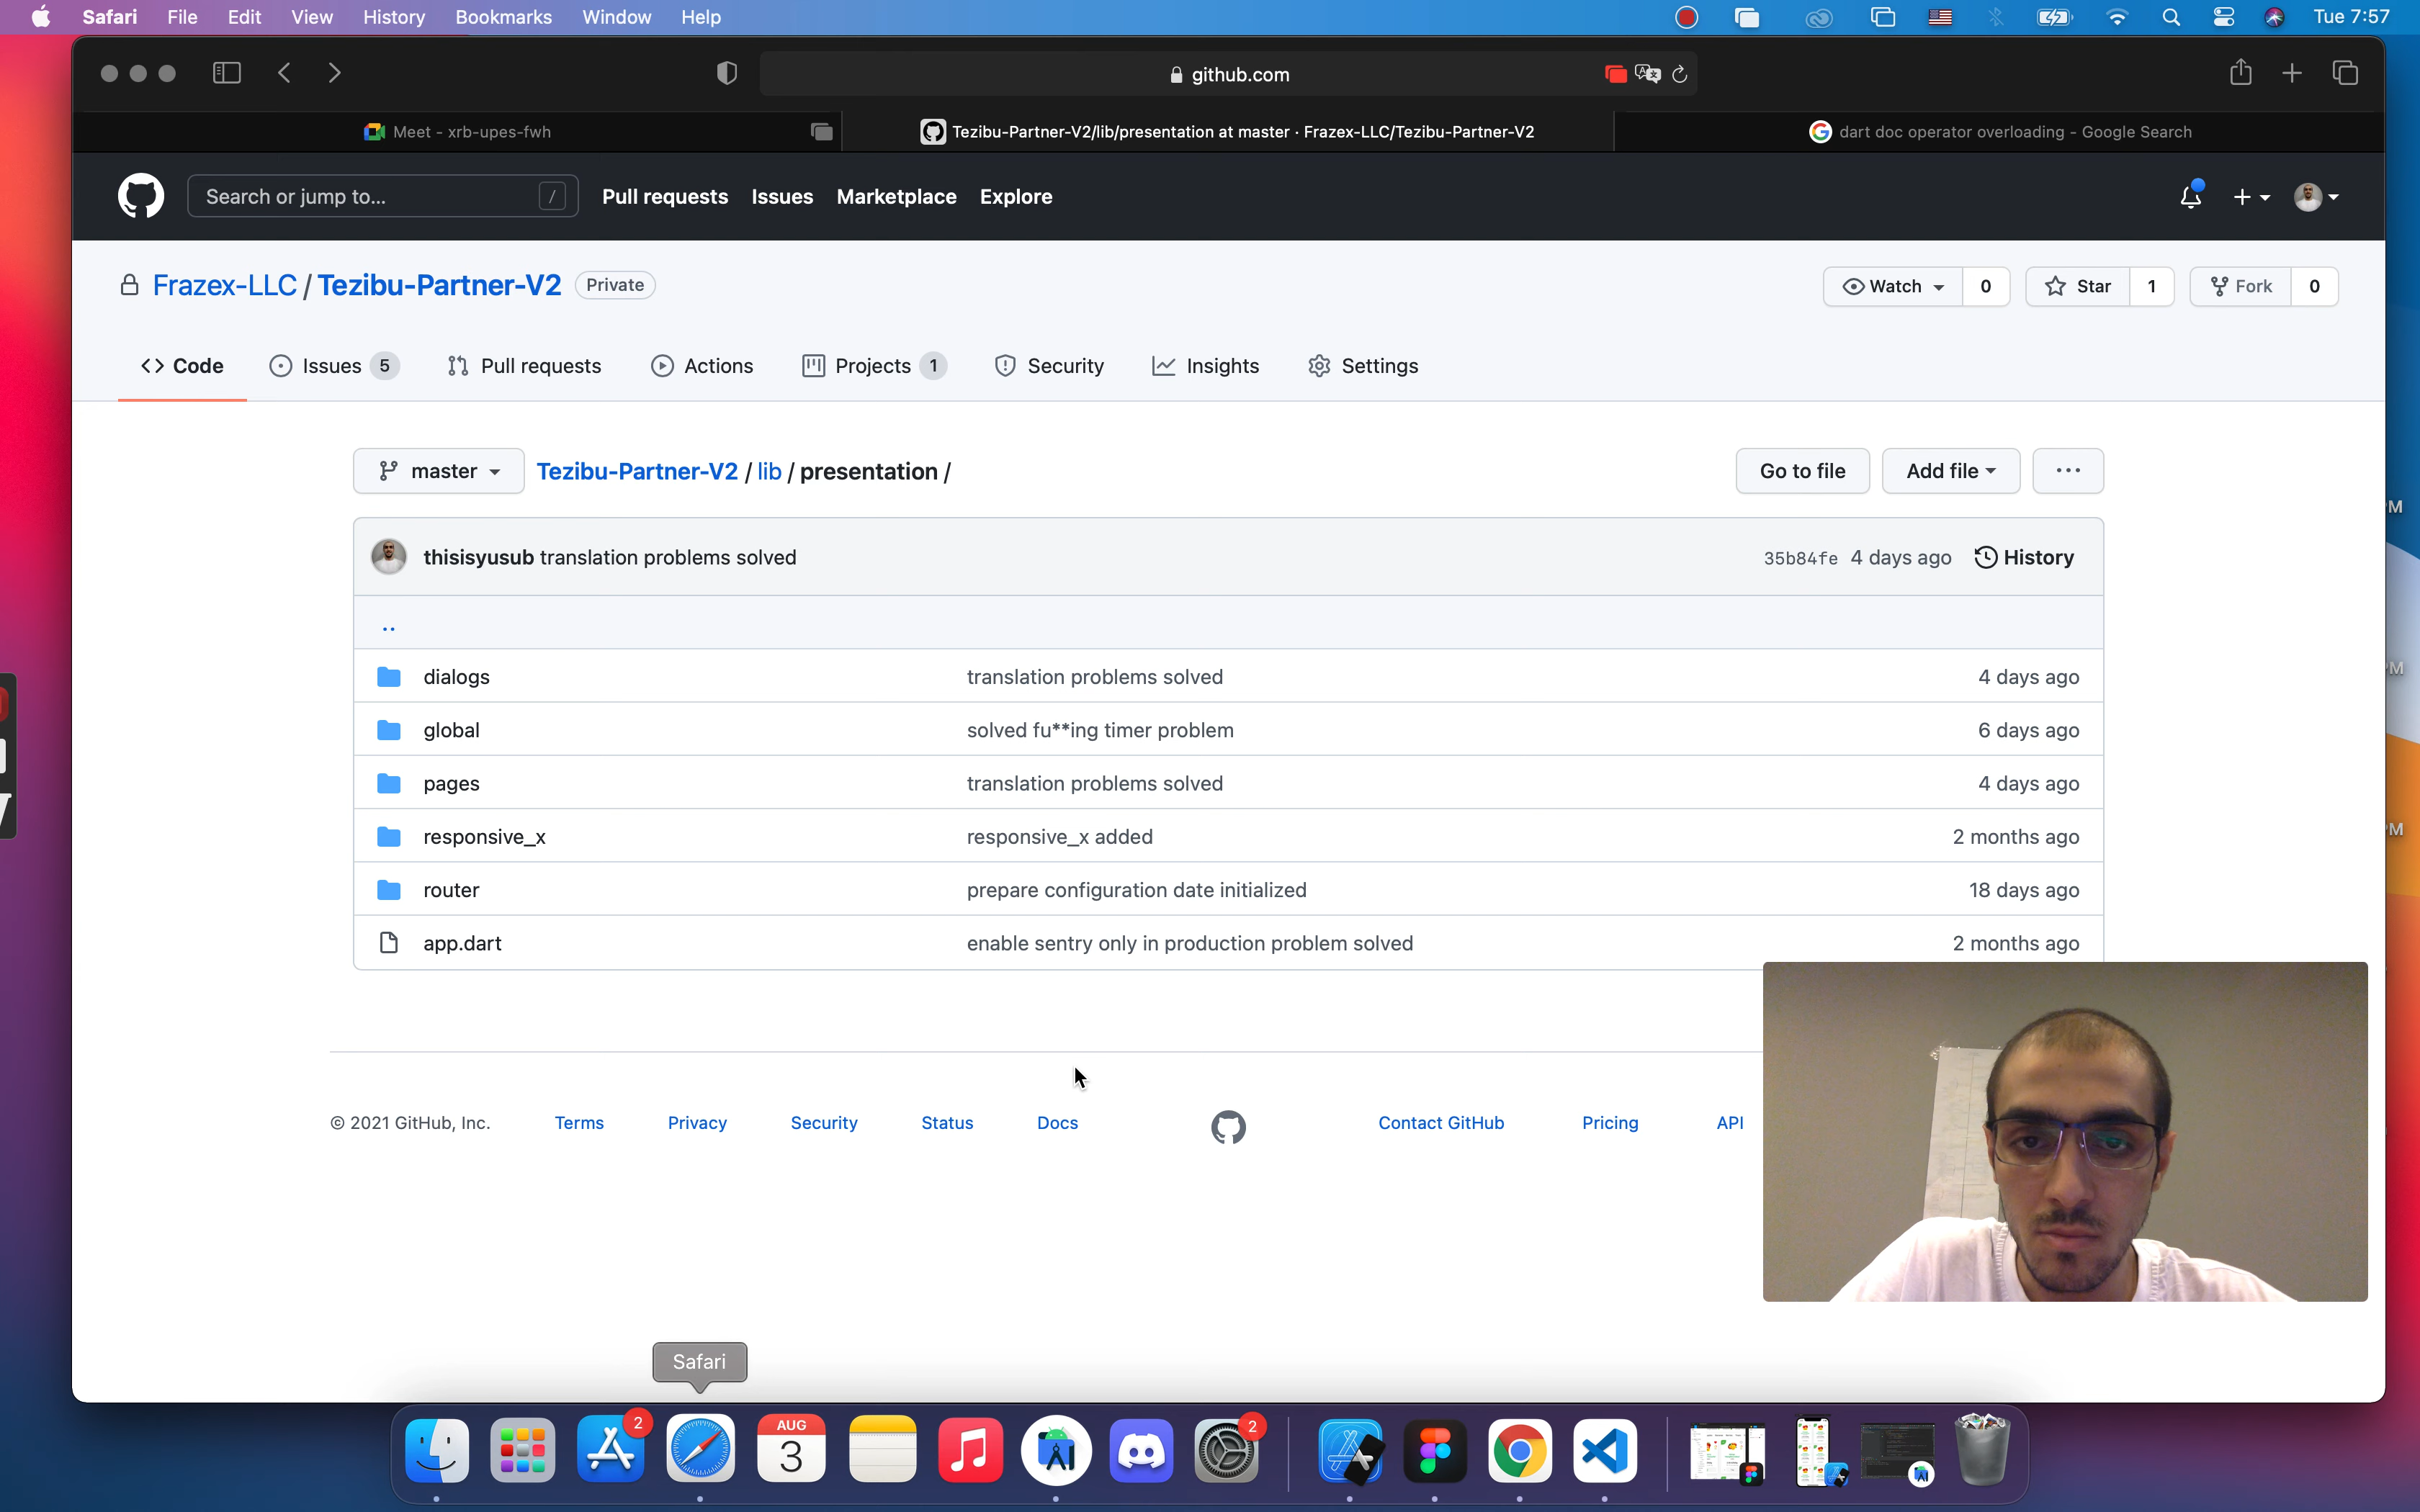 Safari File Edit View History Bookmarks Window Help Tue 7:57
github.com
Meet - xrb-upes-fwh
Tezibu-Partner-V2/lib/presentation at master · Frazex-LLC/Tezibu-Partner-V2
dart doc operator overloading - Google Search
Search or jump to... /
Pull requests Issues Marketplace Explore
Frazex-LLC / Tezibu-Partner-V2 Private
Watch 0 Star 1 Fork 0
Code Issues 5 Pull requests Actions Projects 1 Security Insights Settings
master Tezibu-Partner-V2 / lib / presentation /
Go to file Add file ...
thisisyusub translation problems solved 35b84fe 4 days ago History
..
dialogs translation problems solved 4 days ago
global solved fu**ing timer problem 6 days ago
pages translation problems solved 4 days ago
responsive_x responsive_x added 2 months ago
router prepare configuration date initialized 18 days ago
app.dart enable sentry only in production problem solved 2 months ago
© 2021 GitHub, Inc. Terms Privacy Security Status Docs Contact GitHub Pricing API
Safari
2
AUG
3
2